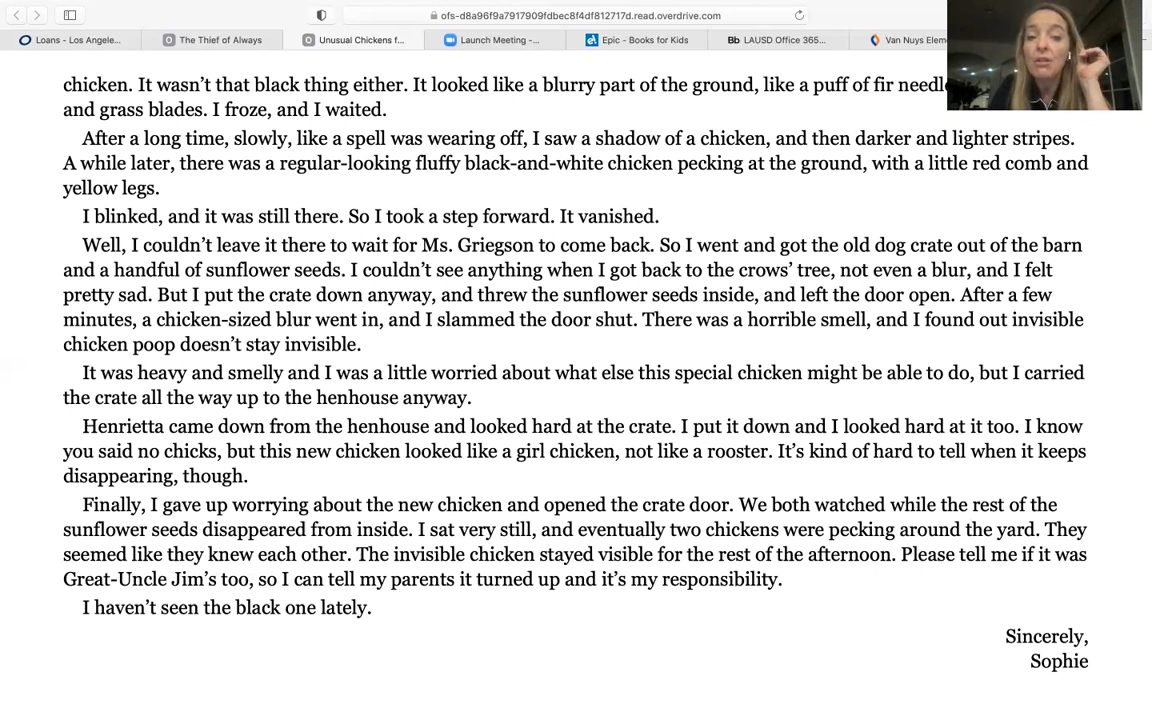 ofs-d8a96f9a7917909fdbec8f4df812717d.read.overdrive.com
Loans - Los Angele...
The Thief of Always
Unusual Chickens f...
Launch Meeting -...
Epic - Books for Kids
Bb LAUSD Office 365...
Van Nuys Elem
chicken. It wasn’t that black thing either. It looked like a blurry part of the ground, like a puff of fir
and grass blades. I froze, and I waited.
After a long time, slowly, like a spell was wearing off, I saw a shadow of a chicken, and then darker and lighter stripes.
A while later, there was a regular-looking fluffy black-and-white chicken pecking at the ground, with a little red comb and
yellow legs.
I blinked, and it was still there. So I took a step forward. It vanished.
Well, I couldn’t leave it there to wait for Ms. Griegson to come back. So I went and got the old dog crate out of the barn
and a handful of sunflower seeds. I couldn’t see anything when I got back to the crows’ tree, not even a blur, and I felt
pretty sad. But I put the crate down anyway, and threw the sunflower seeds inside, and left the door open. After a few
minutes, a chicken-sized blur went in, and I slammed the door shut. There was a horrible smell, and I found out invisible
chicken poop doesn’t stay invisible.
It was heavy and smelly and I was a little worried about what else this special chicken might be able to do, but I carried
the crate all the way up to the henhouse anyway.
Henrietta came down from the henhouse and looked hard at the crate. I put it down and I looked hard at it too. I know
you said no chicks, but this new chicken looked like a girl chicken, not like a rooster. It’s kind of hard to tell when it keeps
disappearing, though.
Finally, I gave up worrying about the new chicken and opened the crate door. We both watched while the rest of the
sunflower seeds disappeared from inside. I sat very still, and eventually two chickens were pecking around the yard. They
seemed like they knew each other. The invisible chicken stayed visible for the rest of the afternoon. Please tell me if it was
Great-Uncle Jim’s too, so I can tell my parents it turned up and it’s my responsibility.
I haven’t seen the black one lately.
Sincerely,
Sophie